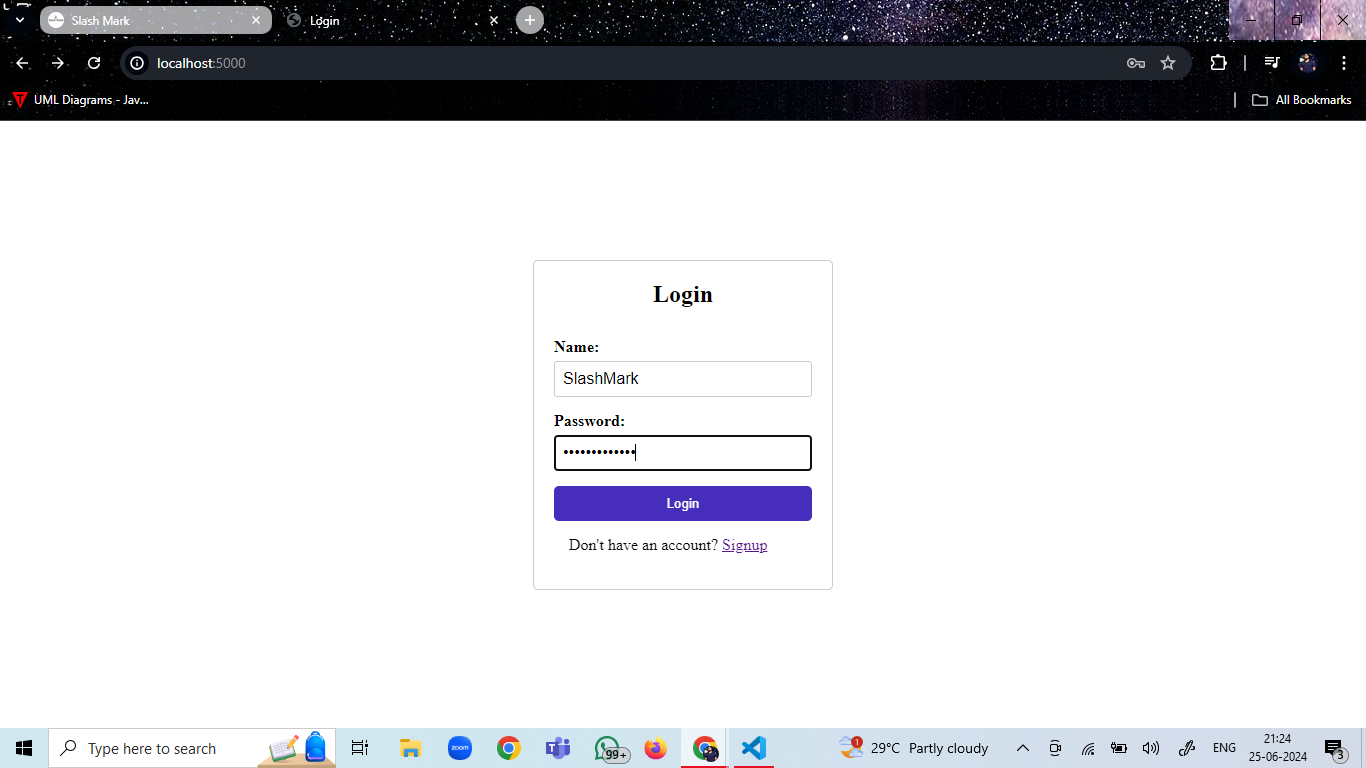 Slash Mark
Login
localhost:5000
UML Diagrams - Jav...
All Bookmarks
Login
Name:
SlashMark
Password:
•••••••••••••
Login
Don't have an account? Signup
Type here to search
zoom
99+
1
29°C Partly cloudy
ENG
21:24
25-06-2024
3